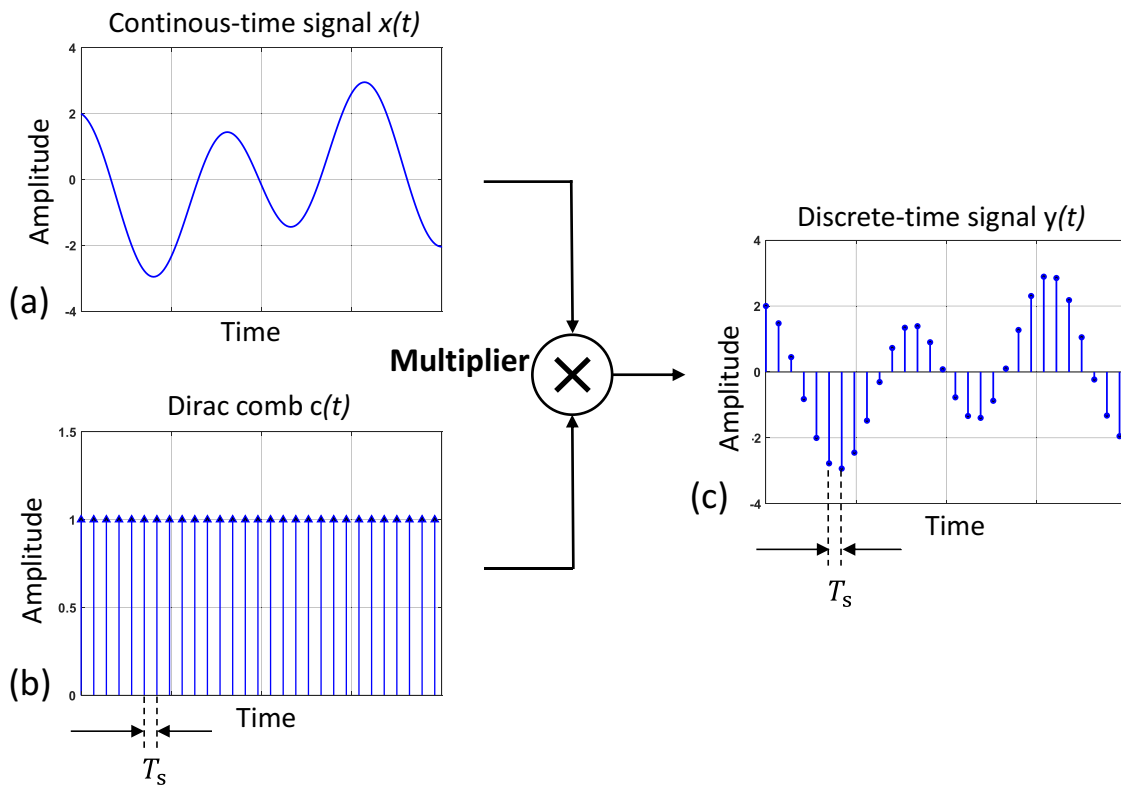 Continous-time signal x(t)
4
2
0
-2
-4
Amplitude
Time
(a)
Multiplier
Dirac comb c(t)
1.5
1
0.5
0
Amplitude
Time
(b)
Ts
Discrete-time signal y(t)
4
2
0
-2
-4
Amplitude
Time
(c)
Ts